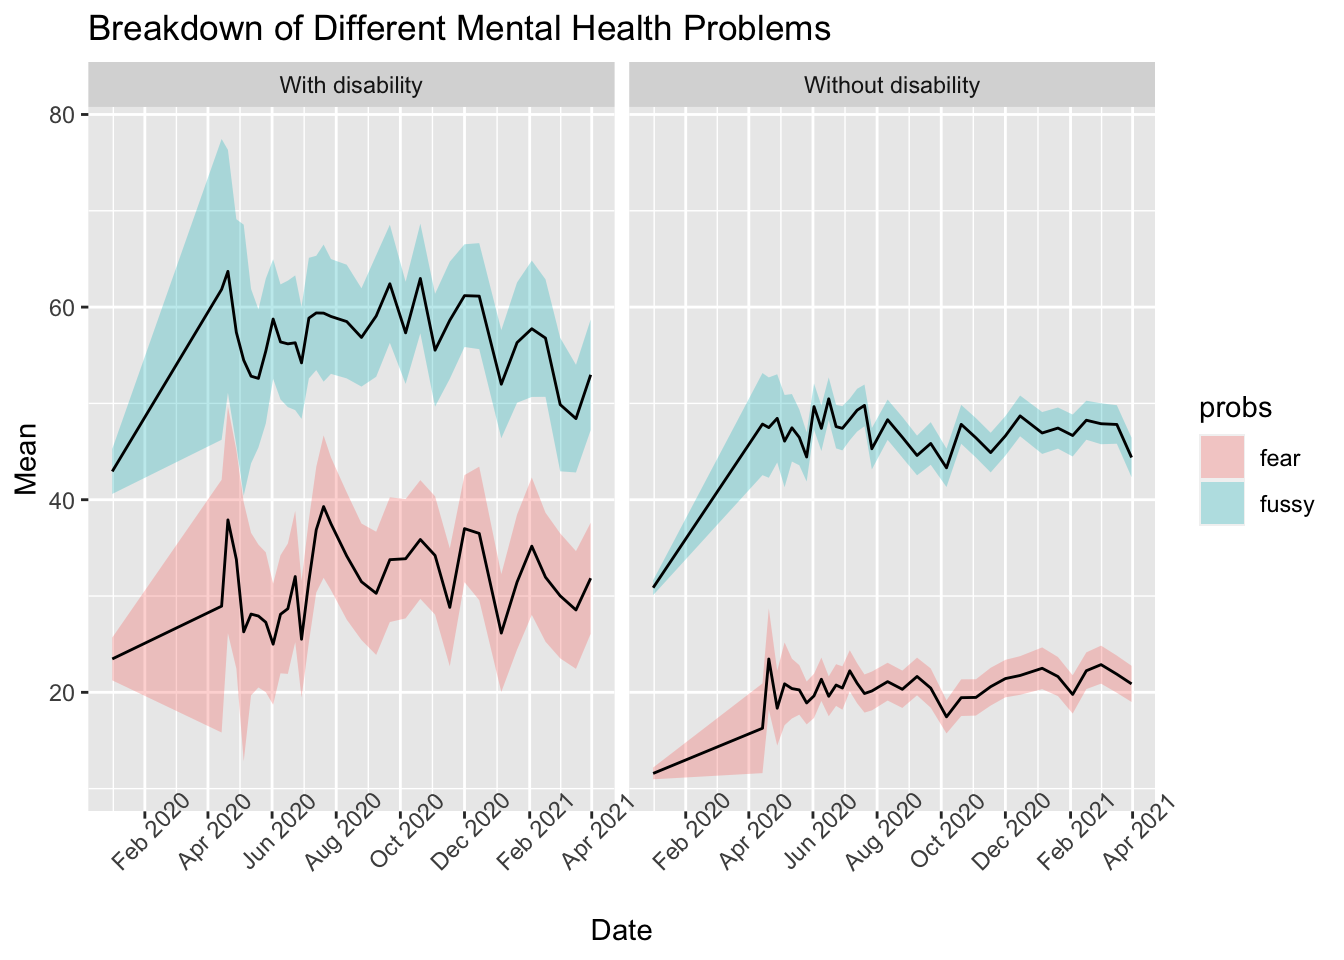 Breakdown of Different Mental Health Problems
With disability
Without disability
80
60
40
20
Mean
Feb 2020
Apr 2020
Jun 2020
Aug 2020
Oct 2020
Dec 2020
Feb 2021
Apr 2021
Feb 2020
Apr 2020
Jun 2020
Aug 2020
Oct 2020
Dec 2020
Feb 2021
Apr 2021
Date
probs
fear
fussy